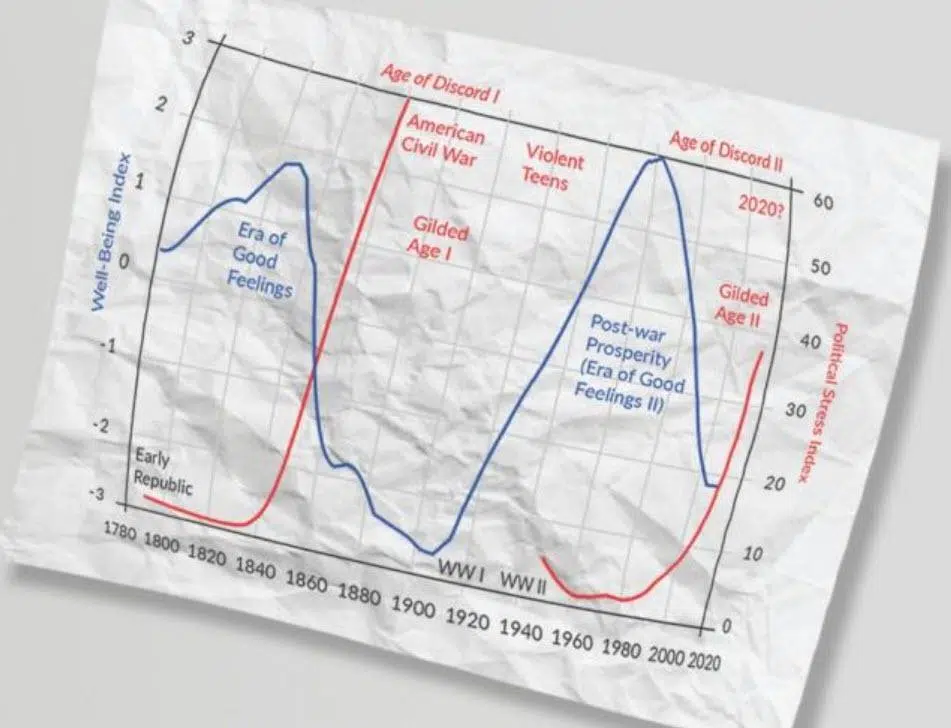 Age of Discord I
Age of Discord II
American
Civil War
Violent
Teens
2020?
Gilded
Age I
Era of
Good
Feelings
Gilded
Age II
Post-war
Prosperity
(Era of Good
Feelings II)
Early
Republic
WW I
WW II
Well-Being Index
3
2
1
0
-1
-2
-3
Political Stress Index
60
50
40
30
20
10
0
1780 1800 1820 1840 1860 1880 1900 1920 1940 1960 1980 2000 2020